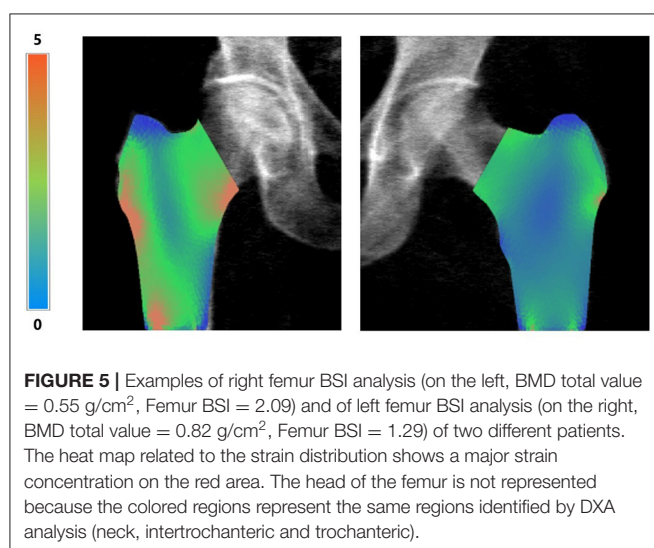 5
0
FIGURE 5 | Examples of right femur BSI analysis (on the left, BMD total value
= 0.55 g/cm², Femur BSI = 2.09) and of left femur BSI analysis (on the right,
BMD total value = 0.82 g/cm², Femur BSI = 1.29) of two different patients.
The heat map related to the strain distribution shows a major strain
concentration on the red area. The head of the femur is not represented
because the colored regions represent the same regions identified by DXA
analysis (neck, intertrochanteric and trochanteric).